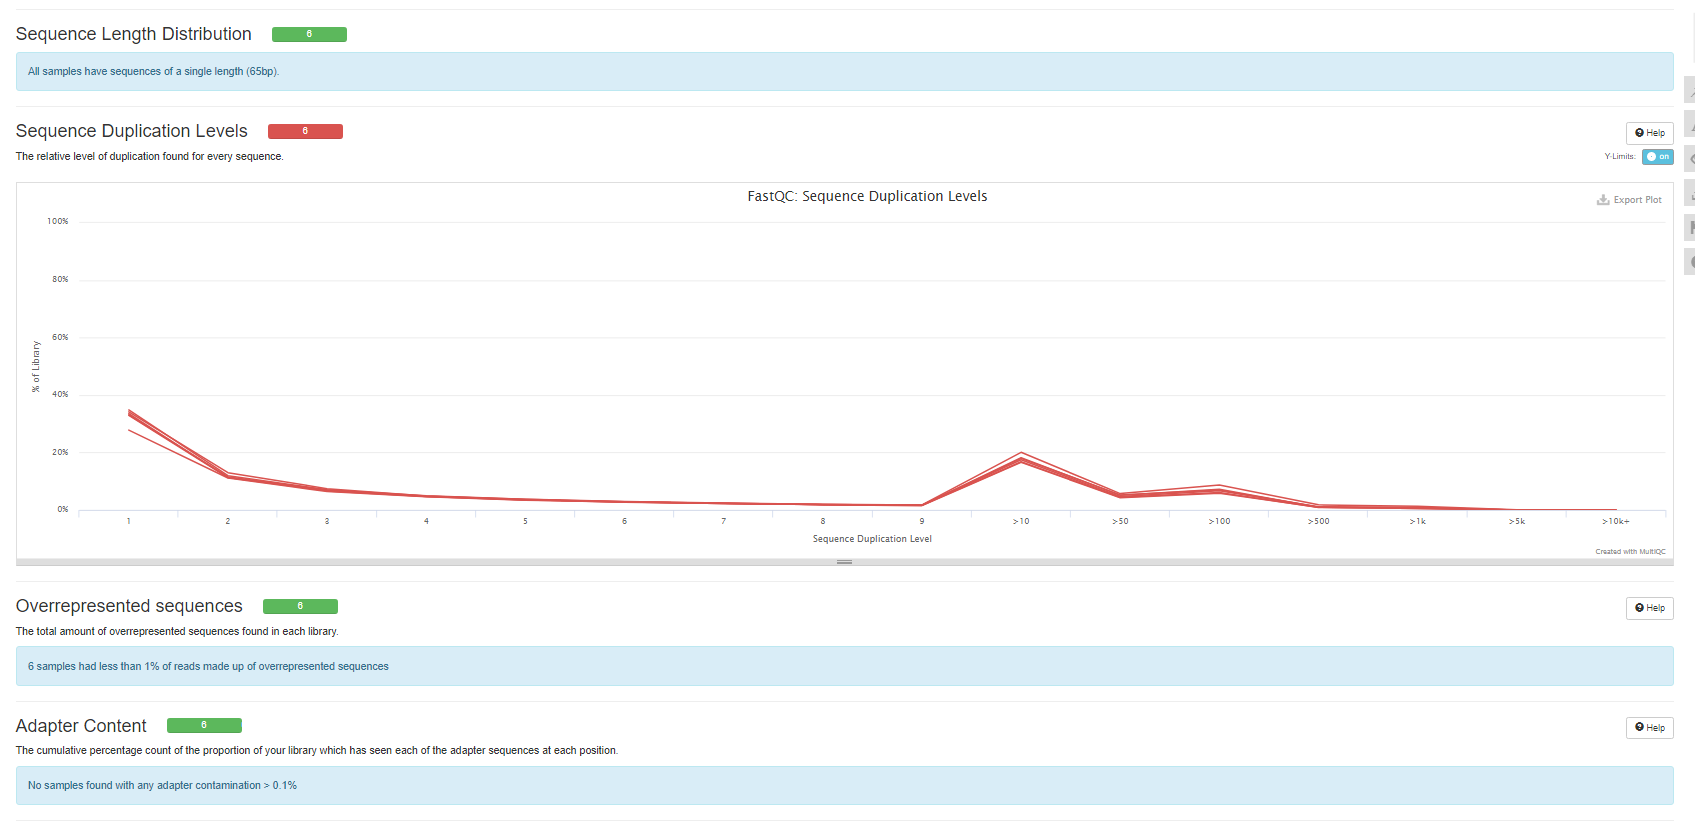 Sequence Length Distribution 6
All samples have sequences of a single length (65bp).
Sequence Duplication Levels 6
Help
The relative level of duplication found for every sequence.
Y-Limits: on
FastQC: Sequence Duplication Levels
Export Plot
100%
80%
60%
40%
20%
0%
% of Library
1 2 3 4 5 6 7 8 9 >10 >50 >100 >500 >1k >5k >10k+
Sequence Duplication Level
Created with MultiQC
Overrepresented sequences 6
Help
The total amount of overrepresented sequences found in each library.
6 samples had less than 1% of reads made up of overrepresented sequences
Adapter Content 6
Help
The cumulative percentage count of the proportion of your library which has seen each of the adapter sequences at each position.
No samples found with any adapter contamination > 0.1%